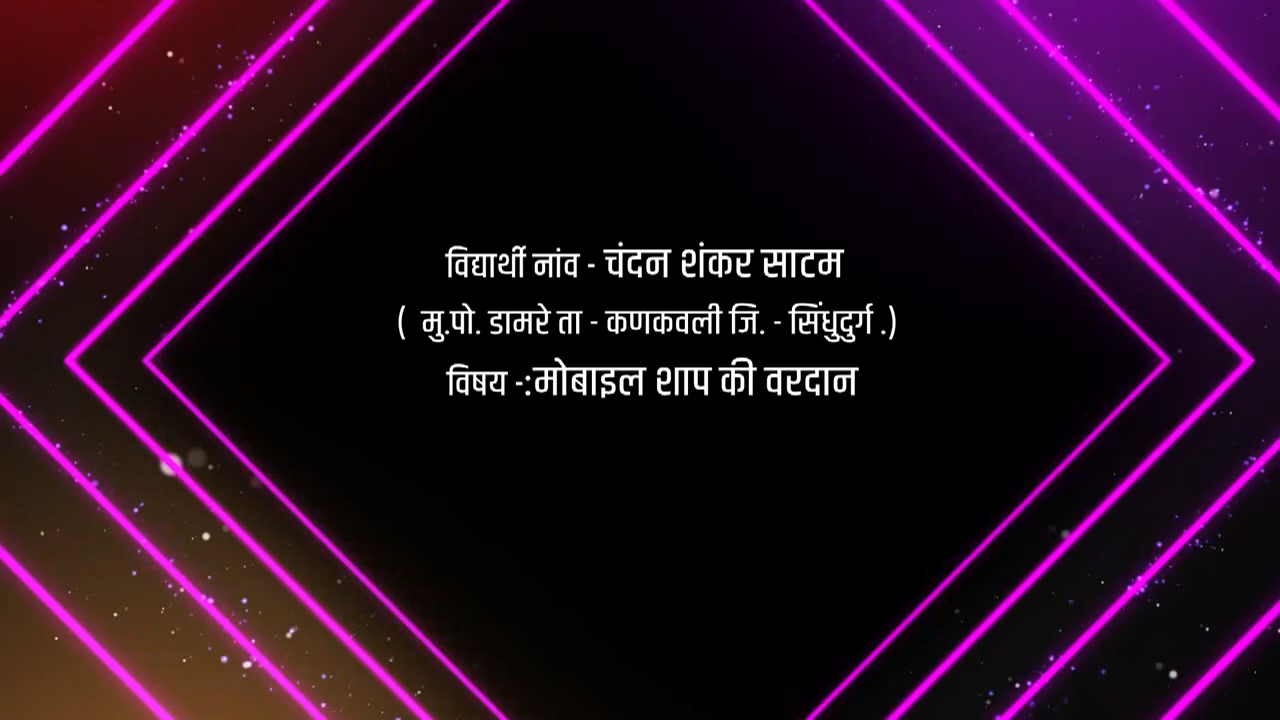 विद्यार्थी नांव - चंदन शंकर साटम
( मु.पो. डामरे ता - कणकवली जि. - सिंधुदुर्ग .)
विषय -:मोबाइल शाप की वरदान